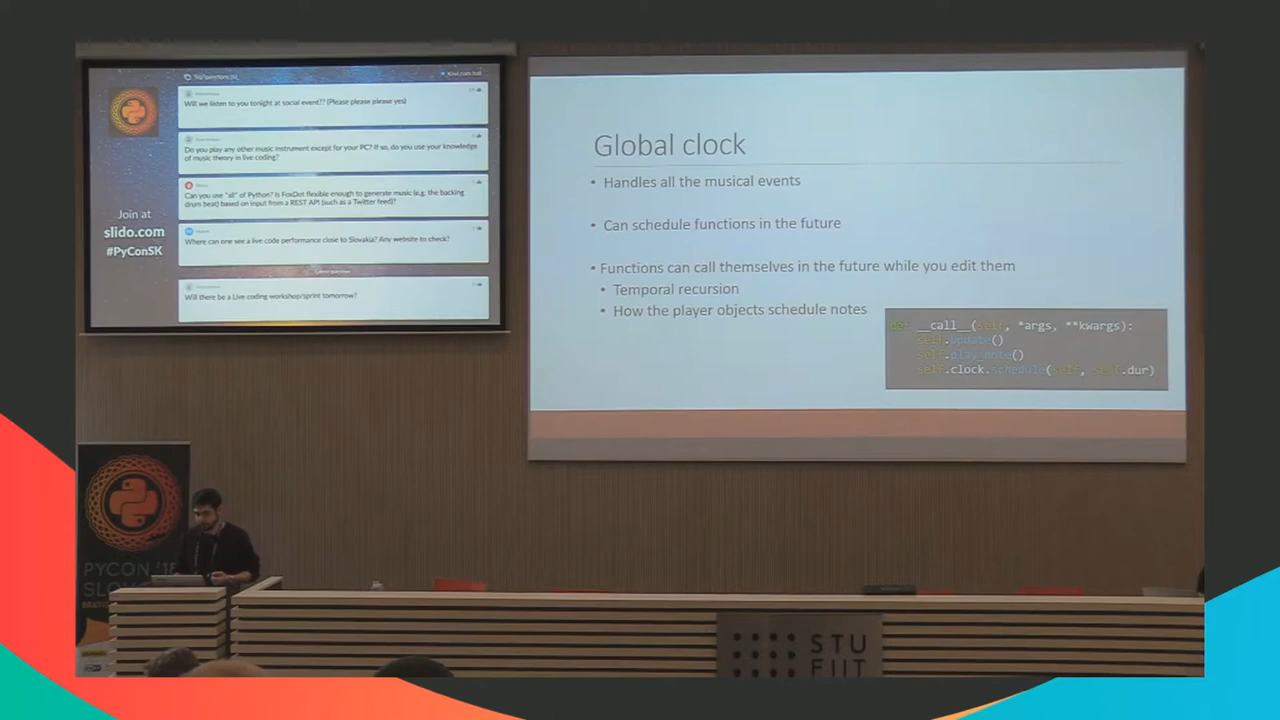 Kiwi.com hall
Will we listen to you tonight at social event?? (Please please please yes)
Do you play any other music instrument except for your PC? If so, do you use your knowledge
of music theory in live coding?
Can you use "all" of Python? Is FoxDot flexible enough to generate music (e.g. the backing
drum beat) based on input from a REST API (such as a Twitter feed)?
Where can one see a live code performance close to Slovakia? Any website to check?
Will there be a Live coding workshop/sprint tomorrow?
Join at
slido.com
#PyConSK
Global clock
• Handles all the musical events
• Can schedule functions in the future
• Functions can call themselves in the future while you edit them
• Temporal recursion
• How the player objects schedule notes
def __call__(self, *args, **kwargs):
self.update()
self.play_note()
self.clock.schedule(self, self.dur)
PYCON '18
STU
FIIT